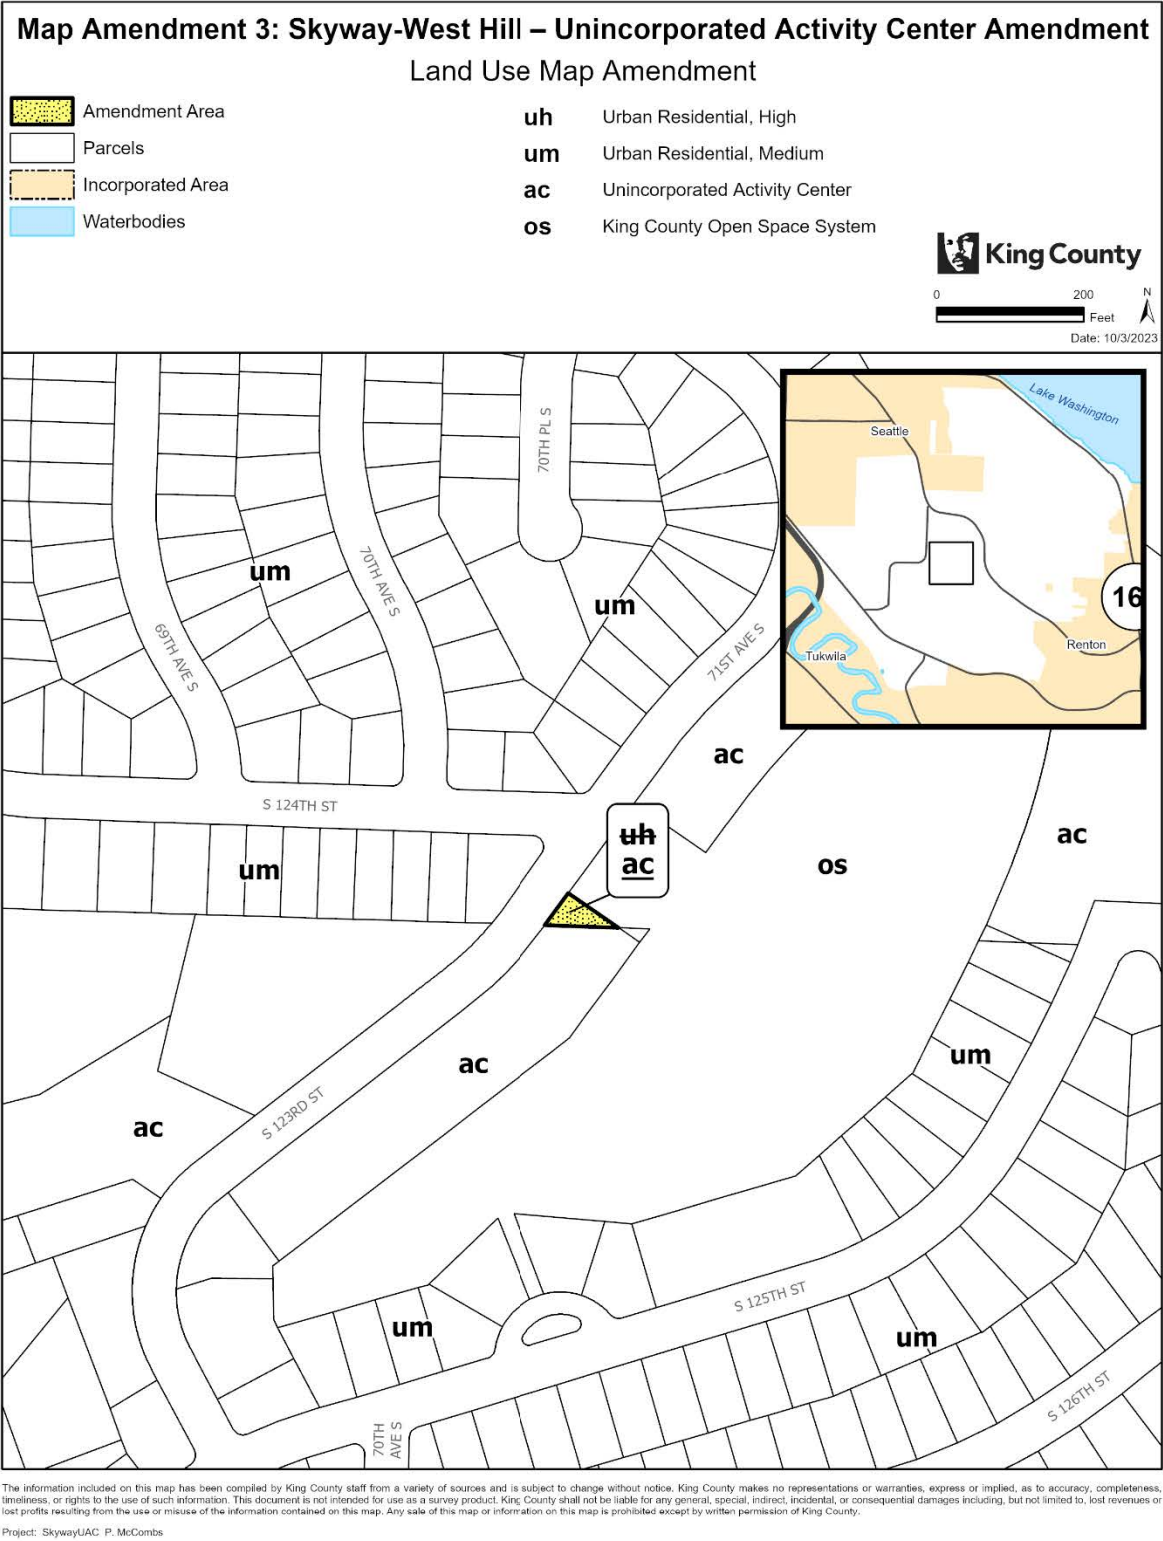 Map Amendment 3: Skyway-West Hill – Unincorporated Activity Center Amendment
Land Use Map Amendment
Amendment Area
Parcels
Incorporated Area
Waterbodies
uh Urban Residential, High
um Urban Residential, Medium
ac Unincorporated Activity Center
os King County Open Space System
King County
0 200
Feet
N
Date: 10/3/2023
Lake Washington
Seattle
16
Renton
Tukwila
70TH PL S
70TH AVE S
um
um
69TH AVE S
71ST AVE S
ac
S 124TH ST
uh
ac
ac
os
um
ac
um
S 123RD ST
ac
S 125TH ST
um
um
S 126TH ST
70TH
AVE S
The information included on this map has been compiled by King County staff from a variety of sources and is subject to change without notice. King County makes no representations or warranties, express or implied, as to accuracy, completeness,
timeliness, or rights to the use of such information. This document is not intended for use as a survey product. King County shall not be liable for any general, special, indirect, incidental, or consequential damages including, but not limited to, lost revenues or
lost profits resulting from the use or misuse of the information contained on this map. Any sale of this map or information on this map is prohibited except by written permission of King County.
Project: SkywayUAC P. McCombs